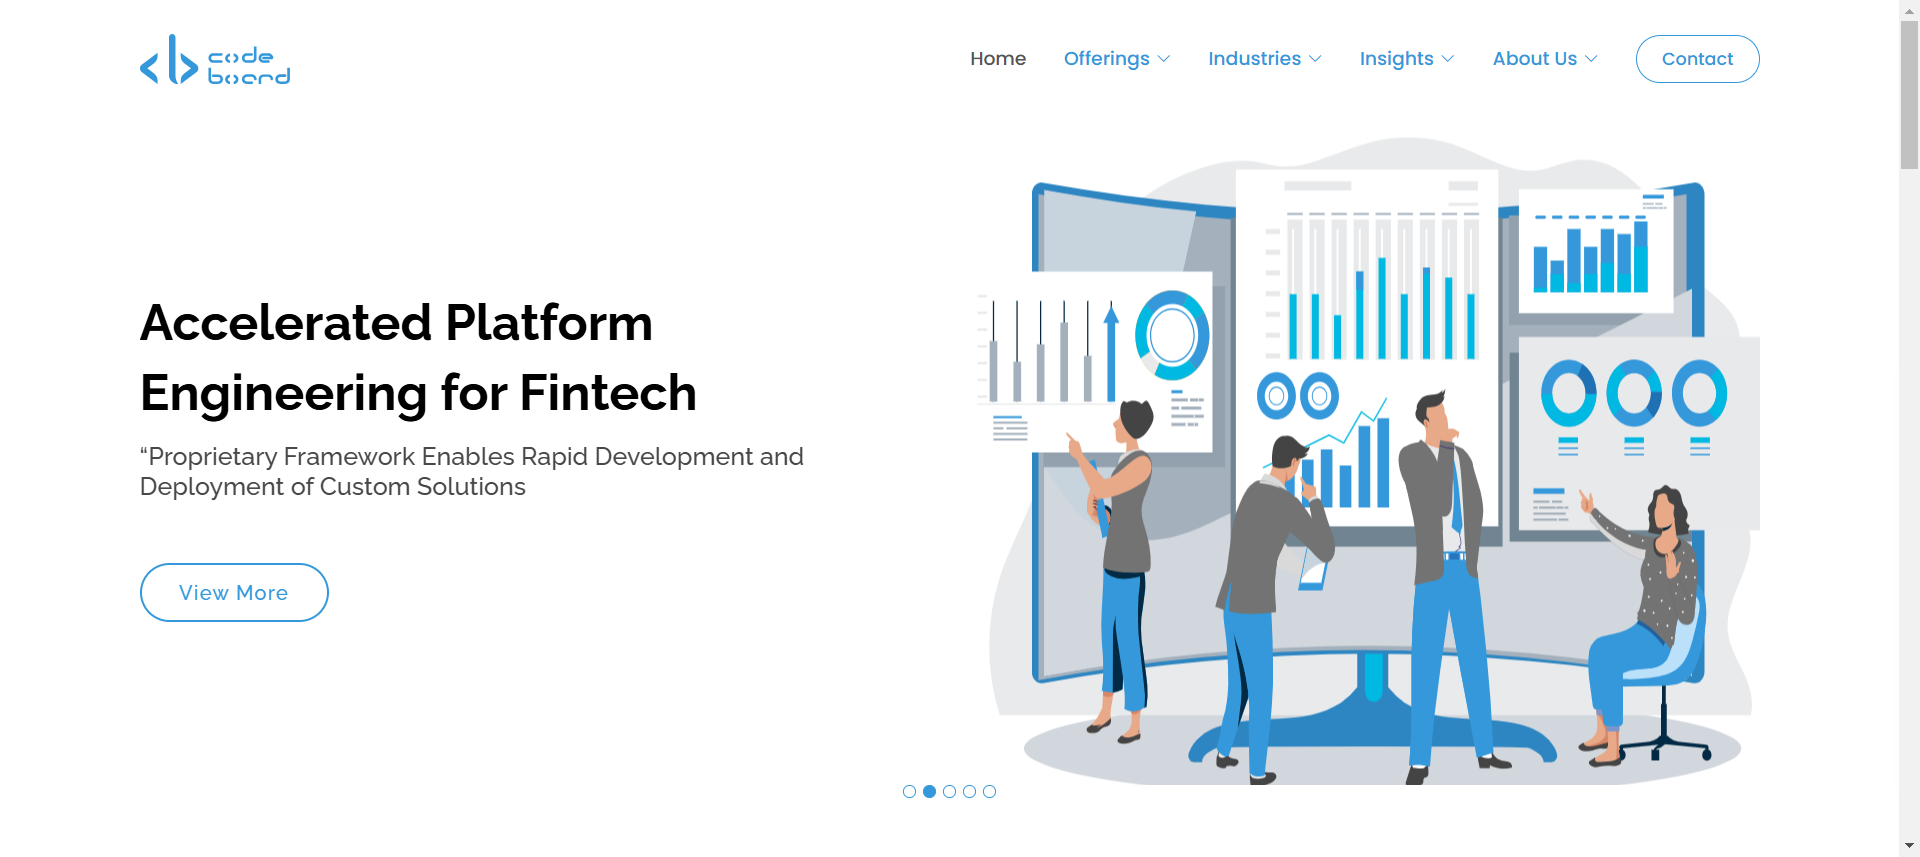 code
board
Home
Offerings
Industries
Insights
About Us
Contact
Accelerated Platform
Engineering for Fintech
“Proprietary Framework Enables Rapid Development and
Deployment of Custom Solutions
View More